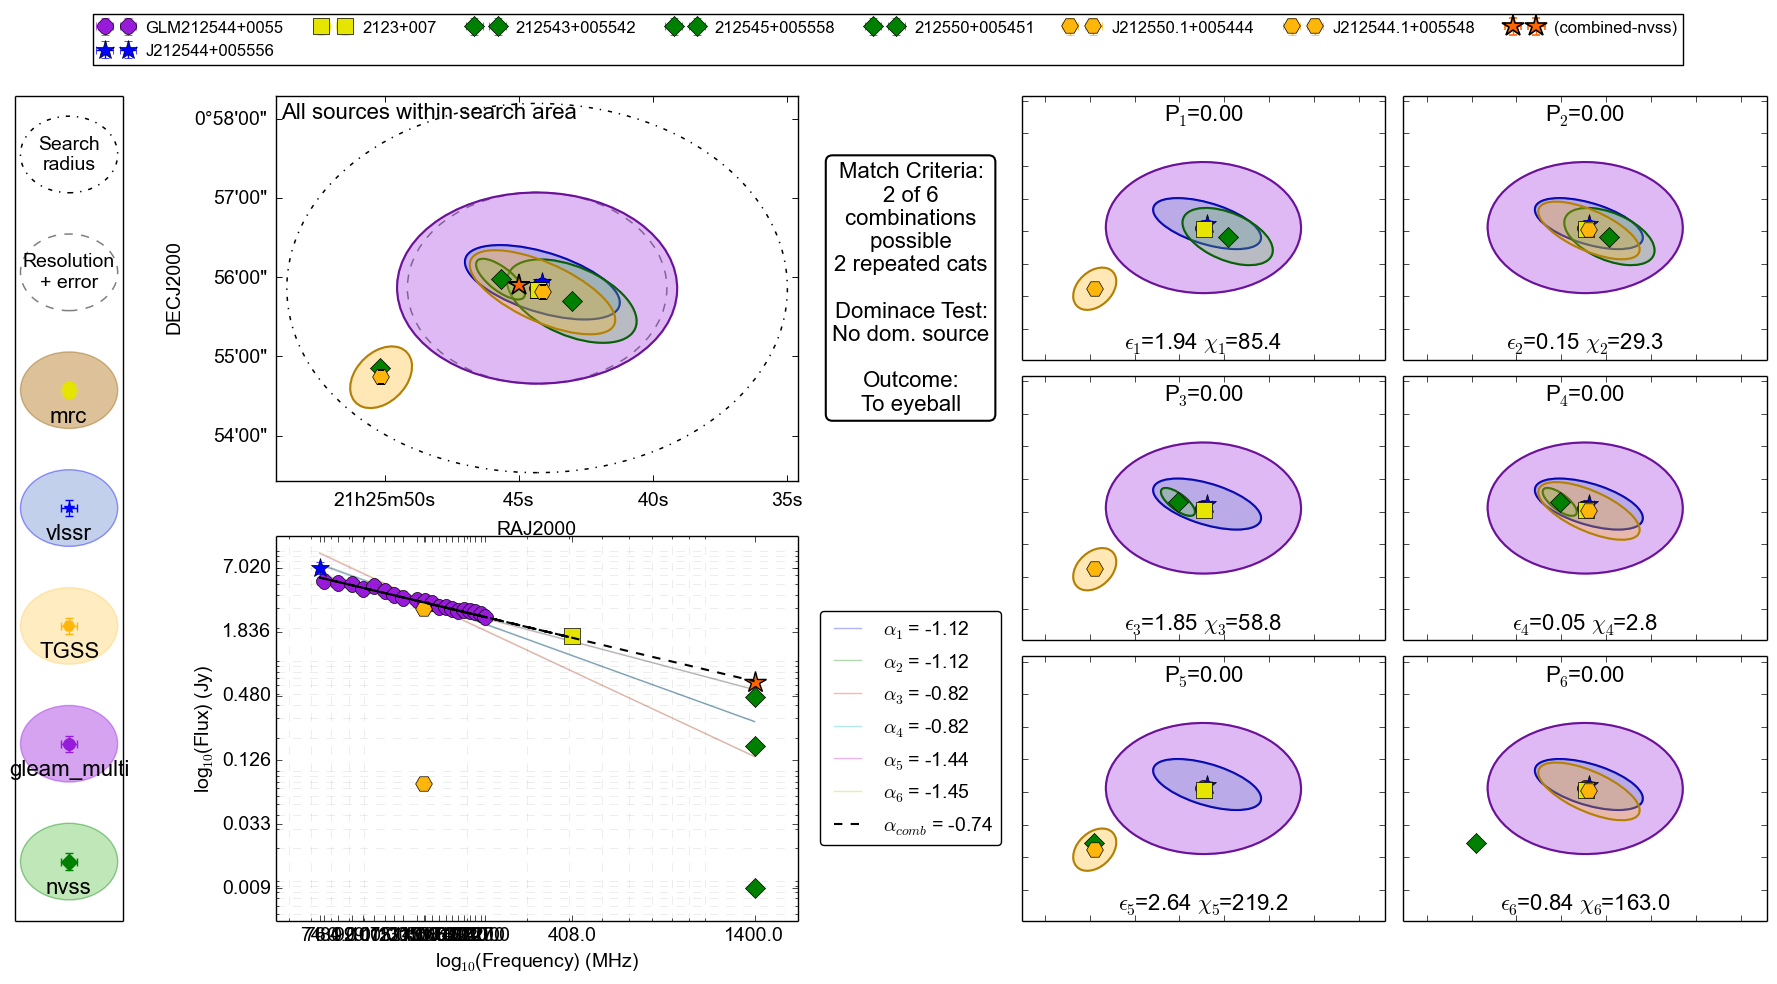 GLM212544+0055 2123+007 212543+005542 212545+005558 212550+005451 J212550.1+005444 J212544.1+005548 (combined-nvss)
J212544+005556
Search
radius
Resolution
+ error
mrc
vlssr
TGSS
gleam_multi
nvss
All sources within search area
0°58'00"
57'00"
56'00"
55'00"
54'00"
DECJ2000
21h25m50s 45s 40s 35s
RAJ2000
Match Criteria:
2 of 6
combinations
possible
2 repeated cats
Dominace Test:
No dom. source
Outcome:
To eyeball
7.020
1.836
0.480
0.126
0.033
0.009
log10(Flux) (Jy)
408.0 1400.0
log10(Frequency) (MHz)
α1 = -1.12
α2 = -1.12
α3 = -0.82
α4 = -0.82
α5 = -1.44
α6 = -1.45
αcomb = -0.74
P1=0.00
ϵ1=1.94 χ1=85.4
P2=0.00
ϵ2=0.15 χ2=29.3
P3=0.00
ϵ3=1.85 χ3=58.8
P4=0.00
ϵ4=0.05 χ4=2.8
P5=0.00
ϵ5=2.64 χ5=219.2
P6=0.00
ϵ6=0.84 χ6=163.0